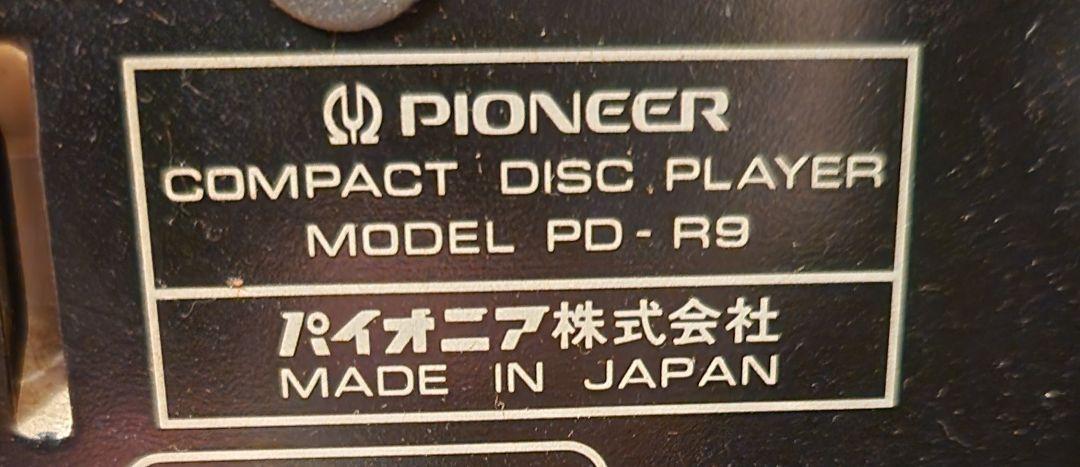 PIONEER
COMPACT DISC PLAYER
MODEL PD-R9
パイオニア株式会社
MADE IN JAPAN